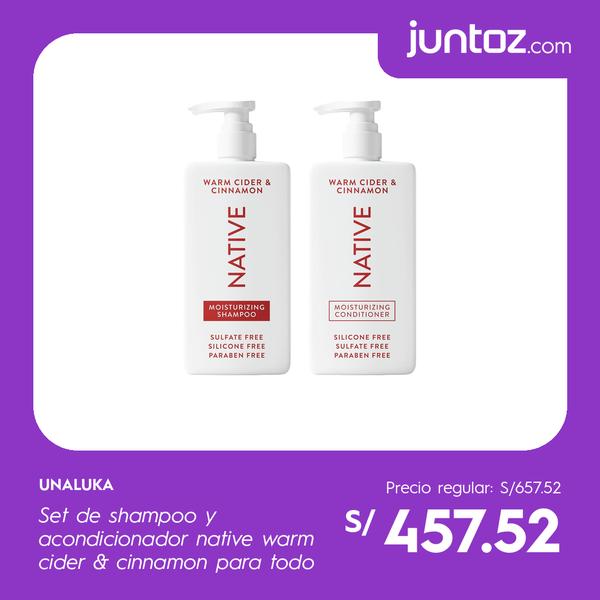 juntoz.com
WARM CIDER &
CINNAMON
NATIVE
MOISTURIZING
SHAMPOO
SULFATE FREE
SILICONE FREE
PARABEN FREE
WARM CIDER &
CINNAMON
NATIVE
MOISTURIZING
CONDITIONER
SILICONE FREE
SULFATE FREE
PARABEN FREE
UNALUKA
Set de shampoo y
acondicionador native warm
cider & cinnamon para todo
Precio regular: S/657.52
S/ 457.52